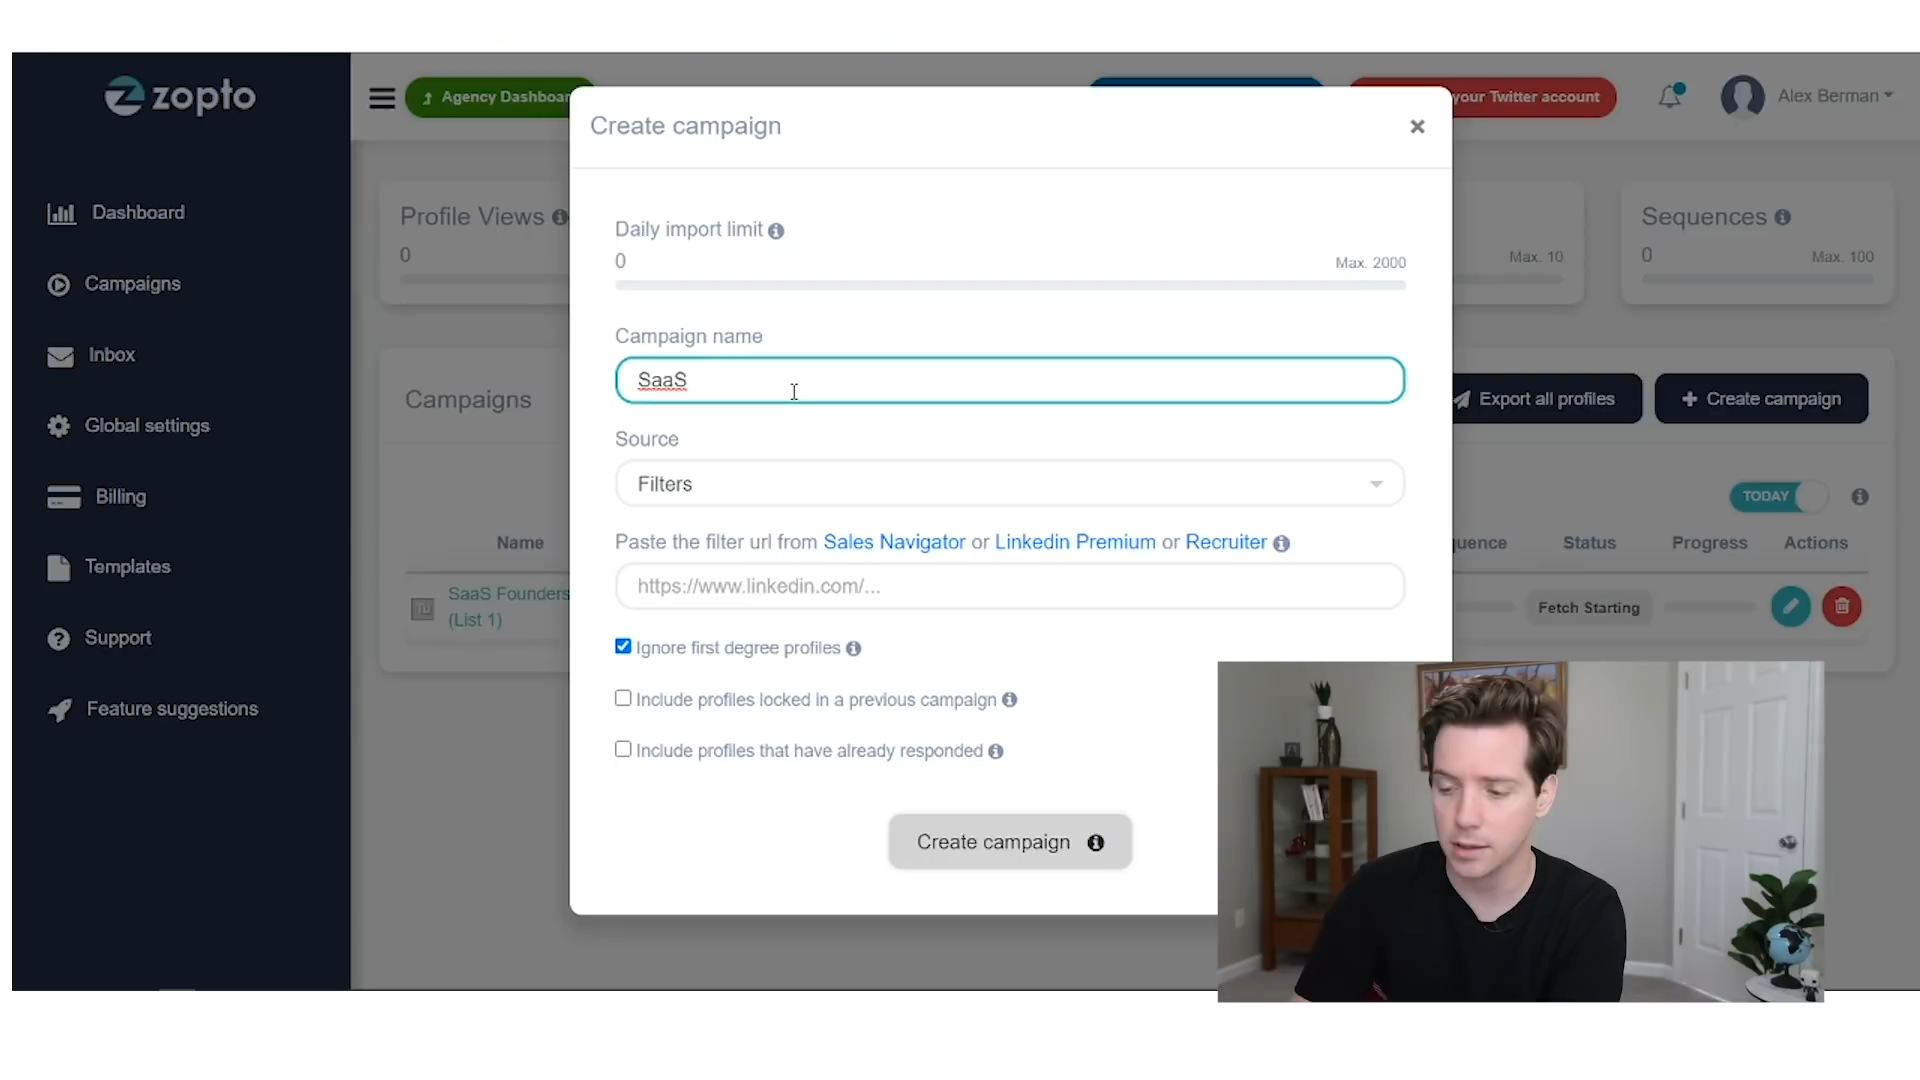 zopto
Agency Dashboar
your Twitter account
Alex Berman
Dashboard
Campaigns
Inbox
Global settings
Billing
Templates
Support
Feature suggestions
Profile Views
0
Max. 10
Sequences
0
Max. 100
Campaigns
Export all profiles
+ Create campaign
TODAY
Name
uence
Status
Progress
Actions
TU
SaaS Founders
(List 1)
Fetch Starting
Create campaign
×
Daily import limit
0
Max. 2000
Campaign name
SaaS
Source
Filters
Paste the filter url from Sales Navigator or Linkedin Premium or Recruiter
https://www.linkedin.com/...
Ignore first degree profiles
Include profiles locked in a previous campaign
Include profiles that have already responded
Create campaign